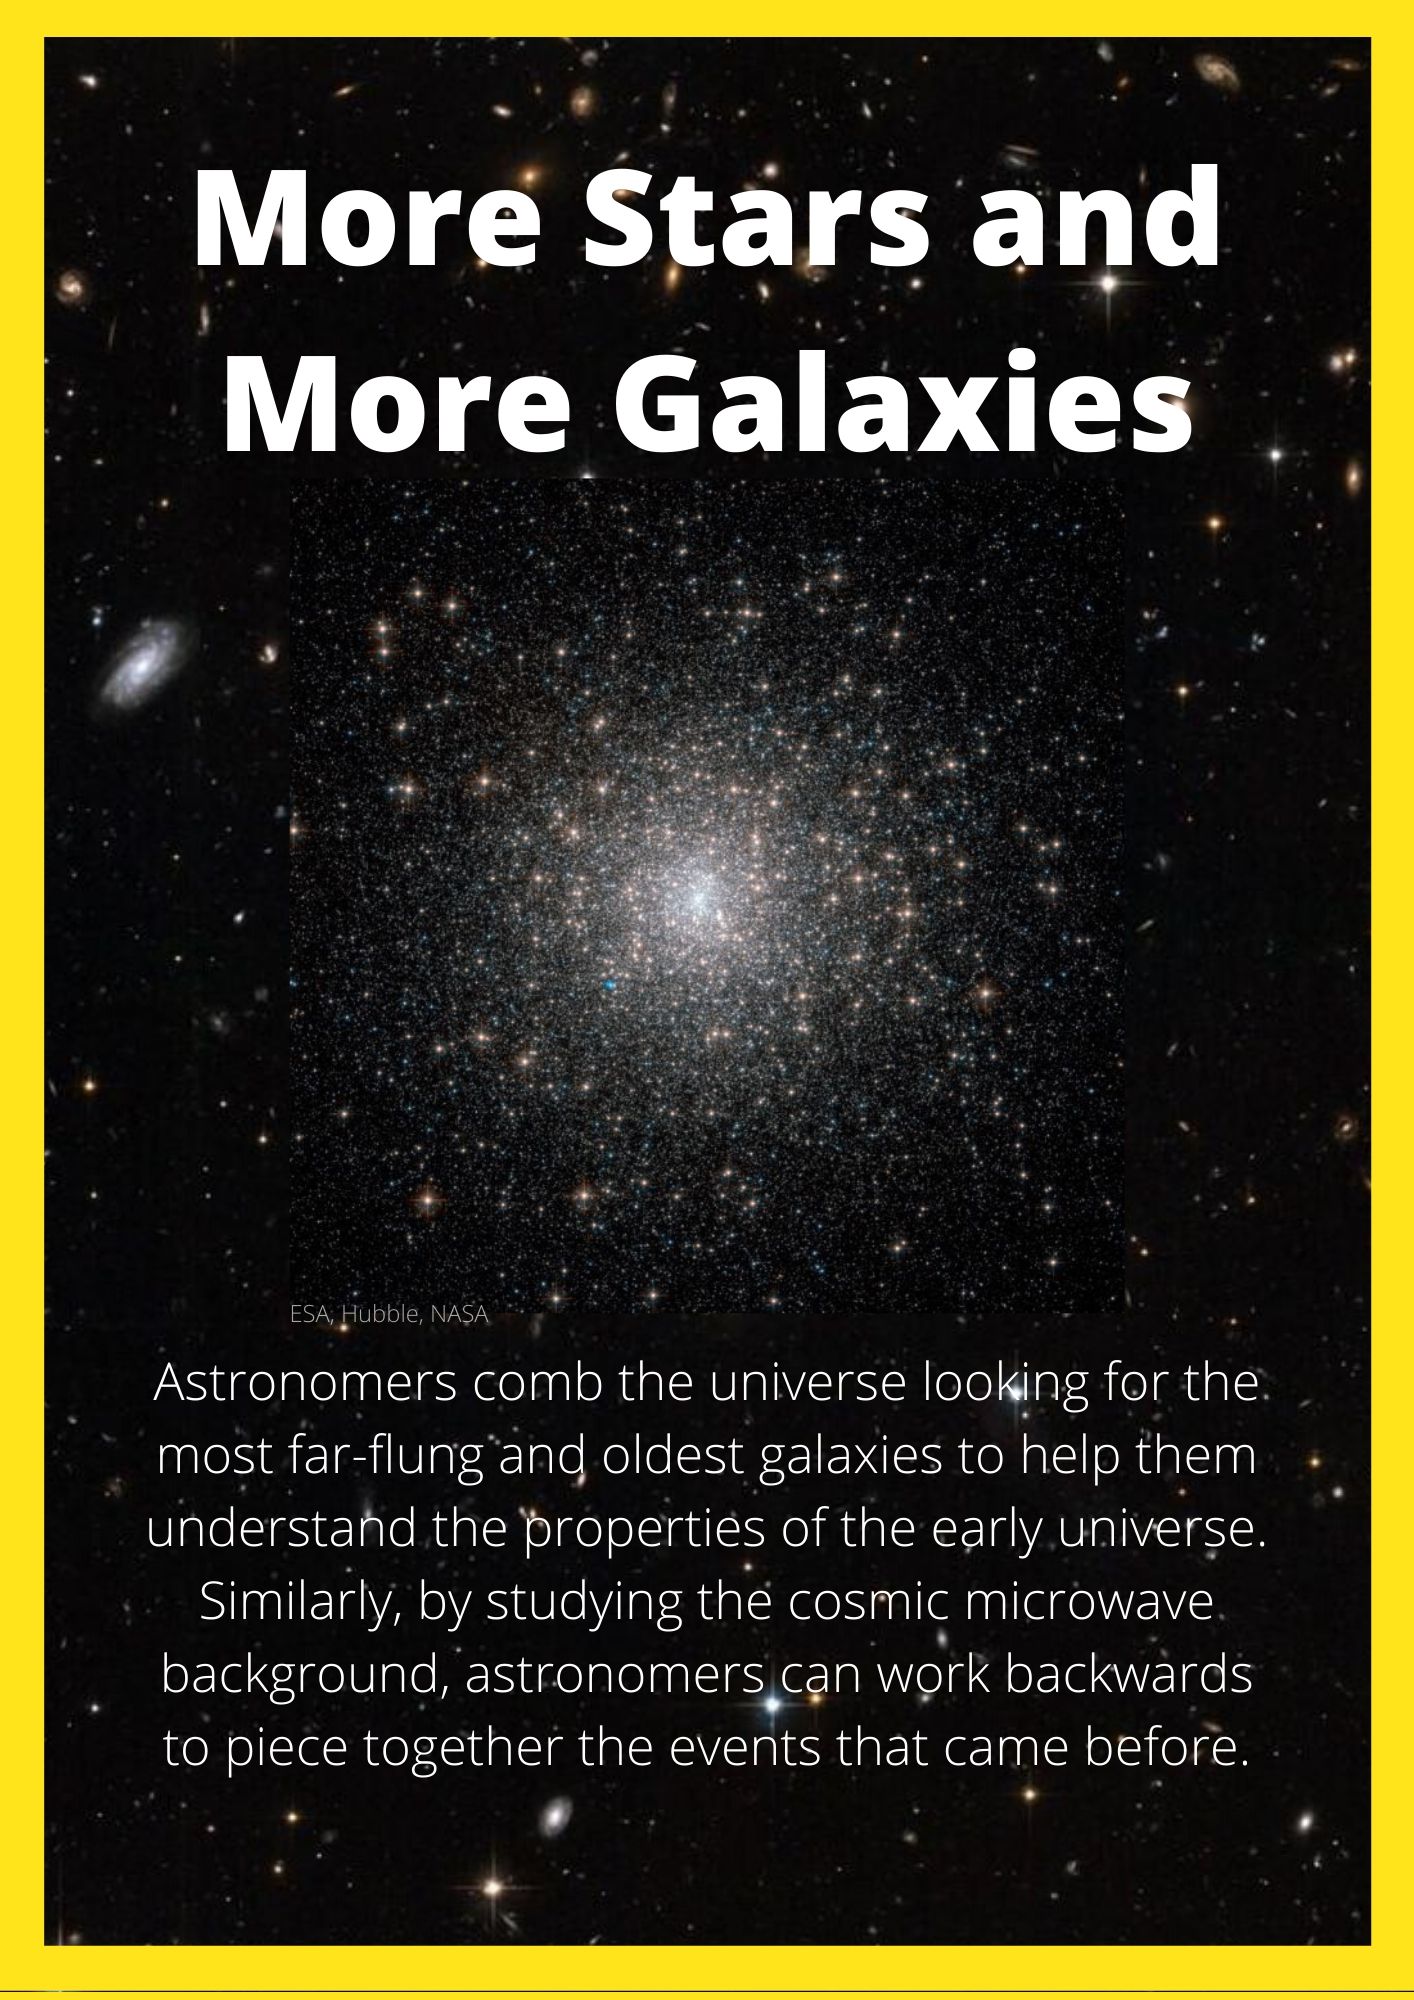 More Stars and
More Galaxies
ESA, Hubble, NASA
Astronomers comb the universe looking for the
most far-flung and oldest galaxies to help them
understand the properties of the early universe.
Similarly, by studying the cosmic microwave
background, astronomers can work backwards
to piece together the events that came before.